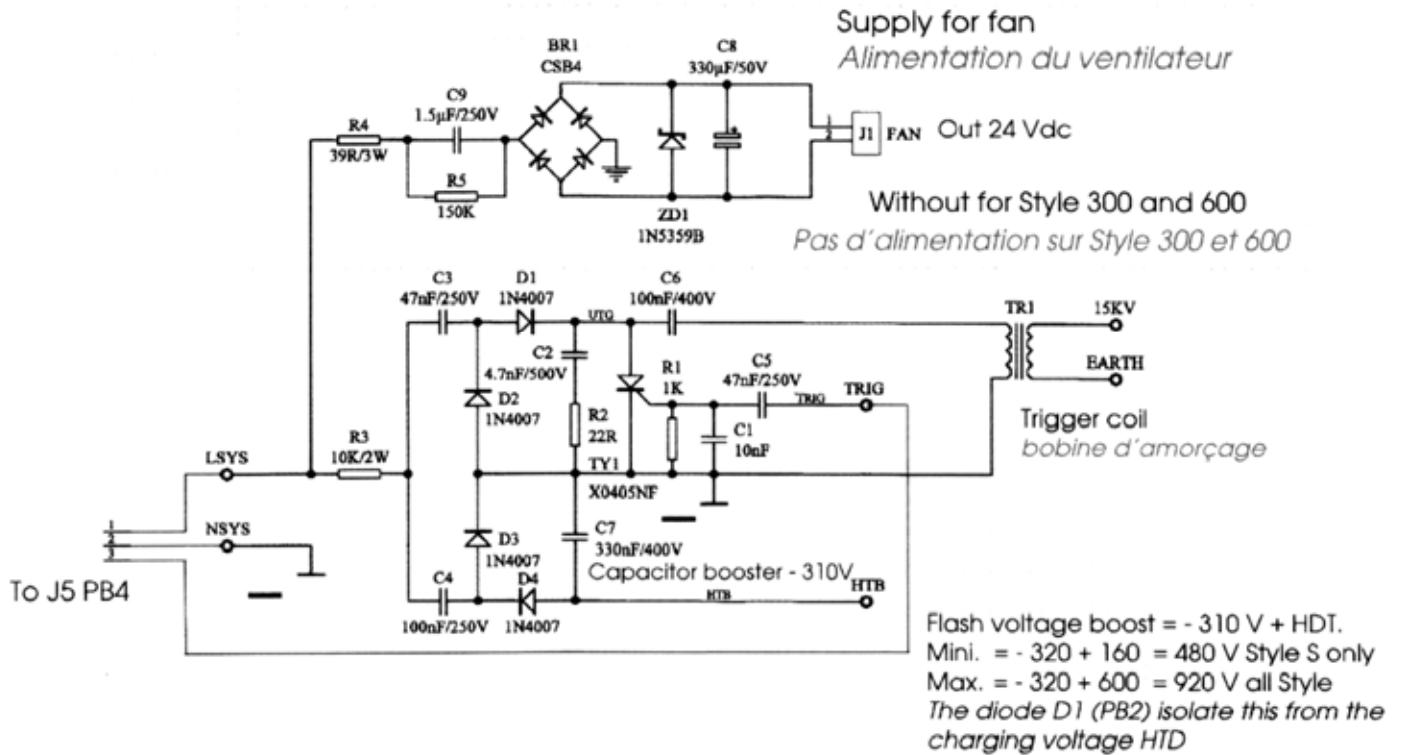 Supply for fan
Alimentation du ventilateur
BR1
CSB4
C8
330µF/50V
C9
1.5µF/250V
R4
39R/3W
R5
150K
1
2
J1
FAN
Out 24 Vdc
ZD1
1N5359B
Without for Style 300 and 600
Pas d'alimentation sur Style 300 et 600
C3
47nF/250V
D1
1N4007
UTG
C6
100nF/400V
TR1
15KV
EARTH
C2
4.7nF/500V
D2
1N4007
R2
22R
R1
1K
C5
47nF/250V
TRIG
TRIG
C1
10nF
Trigger coil
bobine d'amorçage
R3
10K/2W
LSYS
TY1
X0405NF
NSYS
1
2
3
To J5 PB4
D3
1N4007
C7
330nF/400V
Capacitor booster - 310V
C4
100nF/250V
D4
1N4007
HTB
HTB
Flash voltage boost = - 310 V + HDT.
Mini. = - 320 + 160 = 480 V Style S only
Max. = - 320 + 600 = 920 V all Style
The diode D1 (PB2) isolate this from the
charging voltage HTD